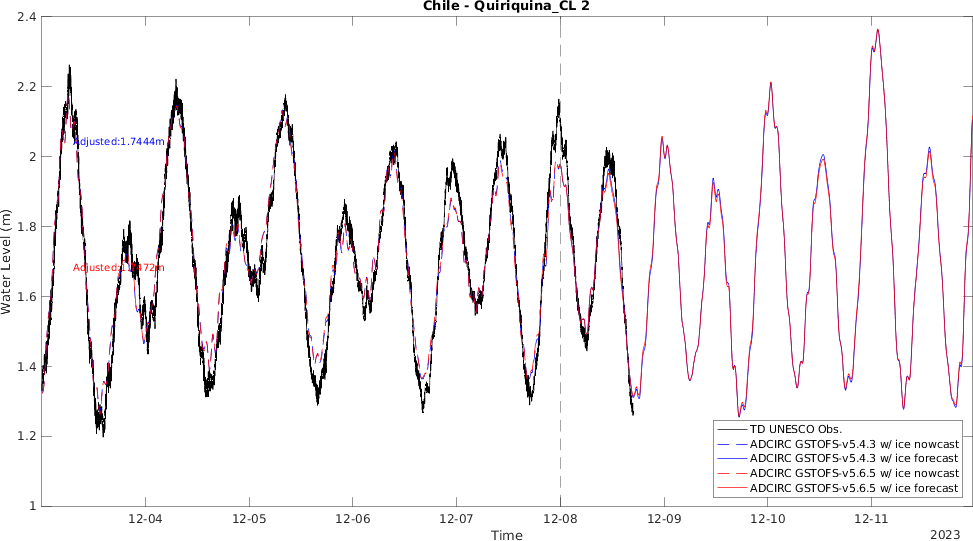 Chile - Quiriquina_CL 2
2.4
2.2
2
1.8
1.6
1.4
1.2
1
Water Level (m)
Adjusted:1.7444m
TD UNESCO Obs.
ADCIRC GSTOFS-v5.4.3 w/ ice nowcast
ADCIRC GSTOFS-v5.4.3 w/ ice forecast
ADCIRC GSTOFS-v5.6.5 w/ ice nowcast
ADCIRC GSTOFS-v5.6.5 w/ ice forecast
12-04
12-05
12-06
12-07
12-08
12-09
12-10
12-11
Time
2023